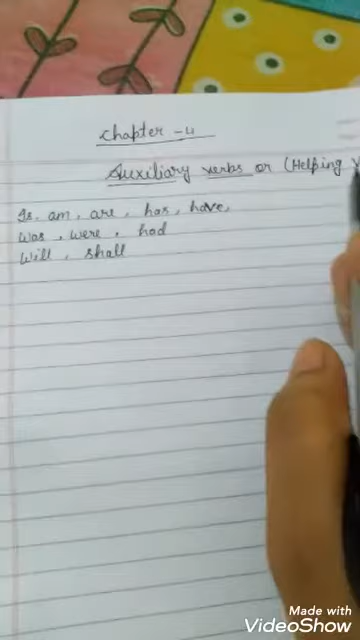 Chapter - 4
Auxiliary verbs or (Helping
Is, am, are, has, have,
Was, were, had
Will, shall
Made with
VideoShow